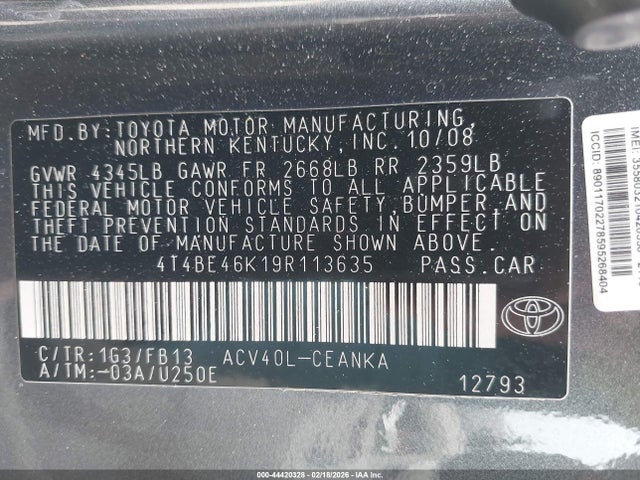 MFD.BY:TOYOTA MOTOR MANUFACTURING,
NORTHERN KENTUCKY, INC. 10/08
GVWR 4345LB GAWR FR 2668LB RR 2359LB
THIS VEHICLE CONFORMS TO ALL APPLICABLE
FEDERAL MOTOR VEHICLE SAFETY, BUMPER, AND
THEFT PREVENTION STANDARDS IN EFFECT ON
THE DATE OF MANUFACTURE SHOWN ABOVE.
4T4BE46K19R113635 PASS.CAR
C/TR:1G3/FB13 ACV40L-CEANKA
A/TM:-03A/U250E
12793
ICCID: 89011702278595268404
000-44420328 - 02/18/2026 - COPART/IAA